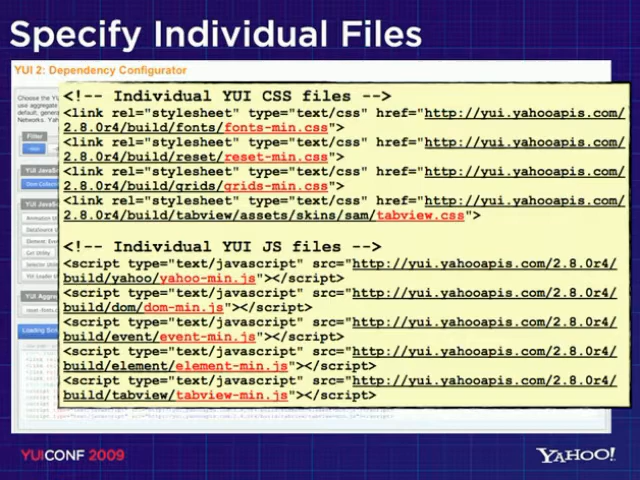 Specify Individual Files
YUI 2: Dependency Configurator
<!-- Individual YUI CSS files -->
<link rel="stylesheet" type="text/css" href="http://yui.yahooapis.com/
2.8.0r4/build/fonts/fonts-min.css">
<link rel="stylesheet" type="text/css" href="http://yui.yahooapis.com/
2.8.0r4/build/reset/reset-min.css">
<link rel="stylesheet" type="text/css" href="http://yui.yahooapis.com/
2.8.0r4/build/grids/grids-min.css">
<link rel="stylesheet" type="text/css" href="http://yui.yahooapis.com/
2.8.0r4/build/tabview/assets/skins/sam/tabview.css">
<!-- Individual YUI JS files -->
<script type="text/javascript" src="http://yui.yahooapis.com/2.8.0r4/
build/yahoo/yahoo-min.js"></script>
<script type="text/javascript" src="http://yui.yahooapis.com/2.8.0r4/
build/dom/dom-min.js"></script>
<script type="text/javascript" src="http://yui.yahooapis.com/2.8.0r4/
build/event/event-min.js"></script>
<script type="text/javascript" src="http://yui.yahooapis.com/2.8.0r4/
build/element/element-min.js"></script>
<script type="text/javascript" src="http://yui.yahooapis.com/2.8.0r4/
build/tabview/tabview-min.js"></script>
Filter
YUICONF 2009
YAHOO!